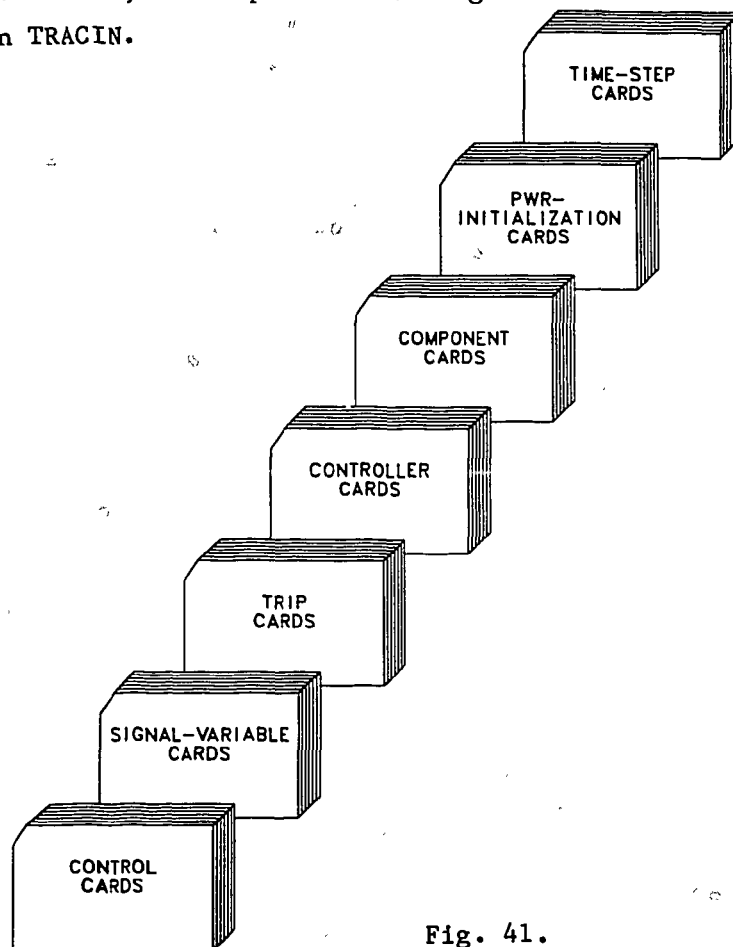 n TRACIN.
TIME-STEP
CARDS
PWR-
INITIALIZATION
CARDS
COMPONENT
CARDS
CONTROLLER
CARDS
TRIP
CARDS
SIGNAL-VARIABLE
CARDS
CONTROL
CARDS
Fig. 41.